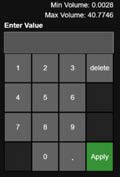 Min Volume: 0.0028
Max Volume: 40.7746
Enter Value
1 2 3 delete
4 5 6
7 8 9
0 . Apply